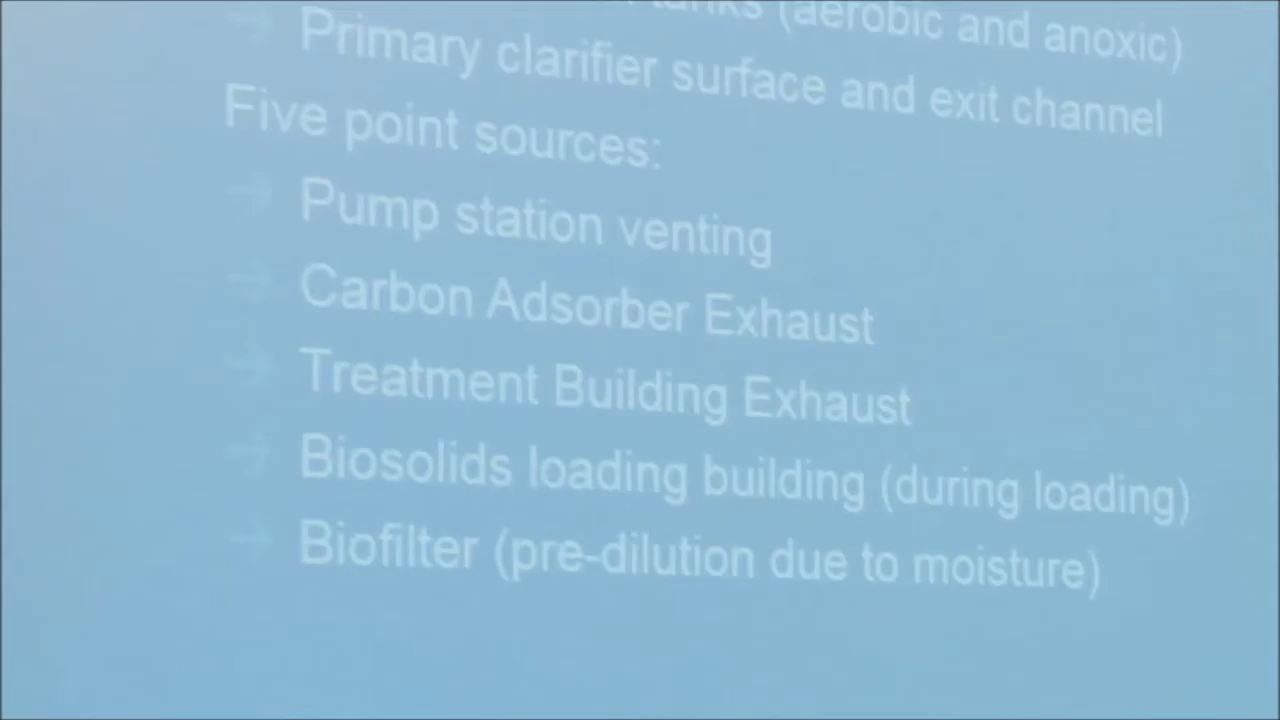 tanks (aerobic and anoxic)
Primary clarifier surface and exit channel
Five point sources:
→ Pump station venting
→ Carbon Adsorber Exhaust
→ Treatment Building Exhaust
→ Biosolids loading building (during loading)
→ Biofilter (pre-dilution due to moisture)